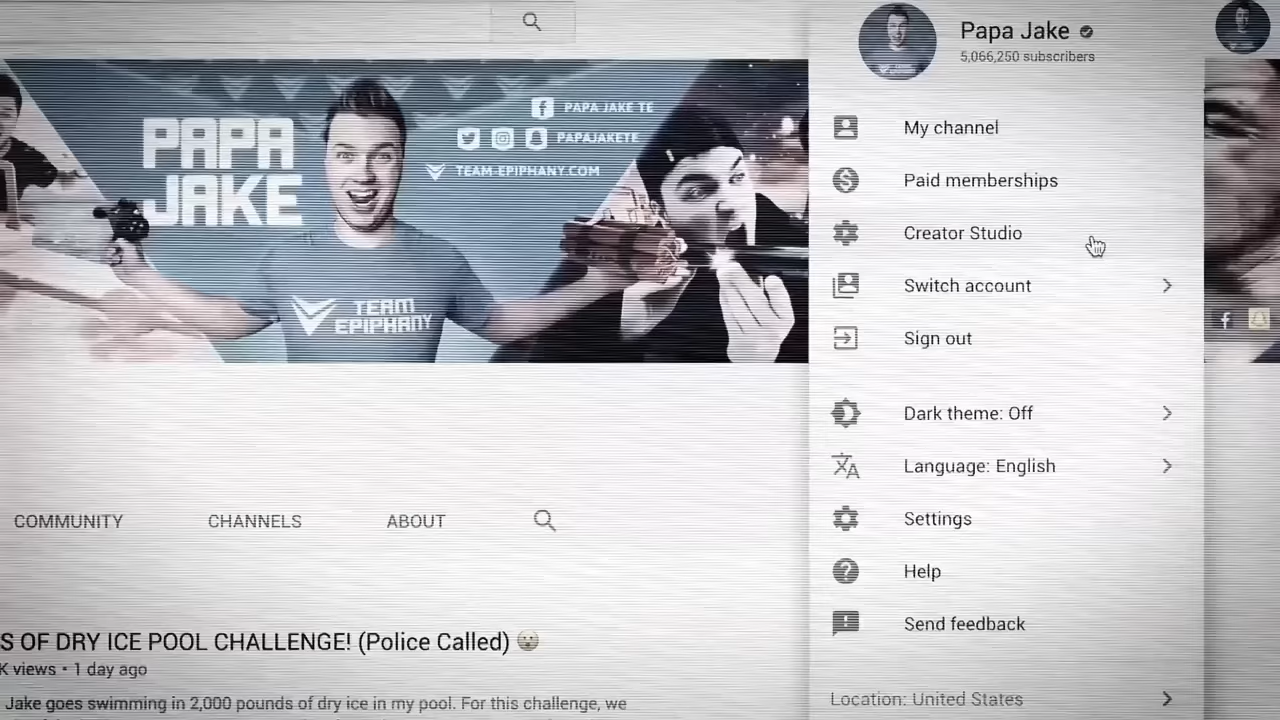 PAPA
JAKE
PAPA JAKE TE
PAPAJAKETE
TEAM-EPIPHANY.COM
TEAM
EPIPHANY
Papa Jake
5,066,250 subscribers
My channel
Paid memberships
Creator Studio
Switch account
Sign out
Dark theme: Off
Language: English
Settings
Help
Send feedback
Location: United States
COMMUNITY
CHANNELS
ABOUT
S OF DRY ICE POOL CHALLENGE! (Police Called)
K views • 1 day ago
Jake goes swimming in 2,000 pounds of dry ice in my pool. For this challenge, we